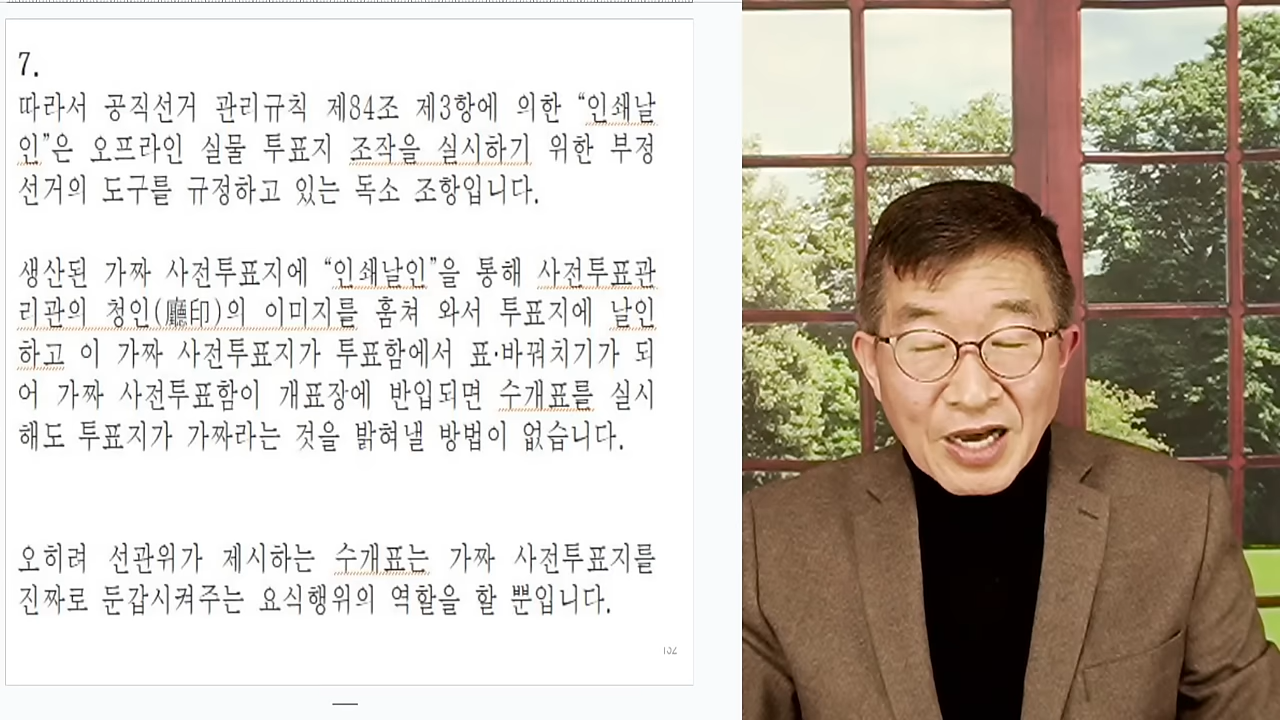 7.
따라서 공직선거 관리규칙 제84조 제3항에 의한 “인쇄날
인”은 오프라인 실물 투표지 조작을 실시하기 위한 부정
선거의 도구를 규정하고 있는 독소 조항입니다.
생산된 가짜 사전투표지에 “인쇄날인”을 통해 사전투표관
리관의 청인(廳印)의 이미지를 훔쳐 와서 투표지에 날인
하고 이 가짜 사전투표지가 투표함에서 표·바꿔치기가 되
어 가짜 사전투표함이 개표장에 반입되면 수개표를 실시
해도 투표지가 가짜라는 것을 밝혀낼 방법이 없습니다.
오히려 선관위가 제시하는 수개표는 가짜 사전투표지를
진짜로 둔갑시켜주는 요식행위의 역할을 할 뿐입니다.